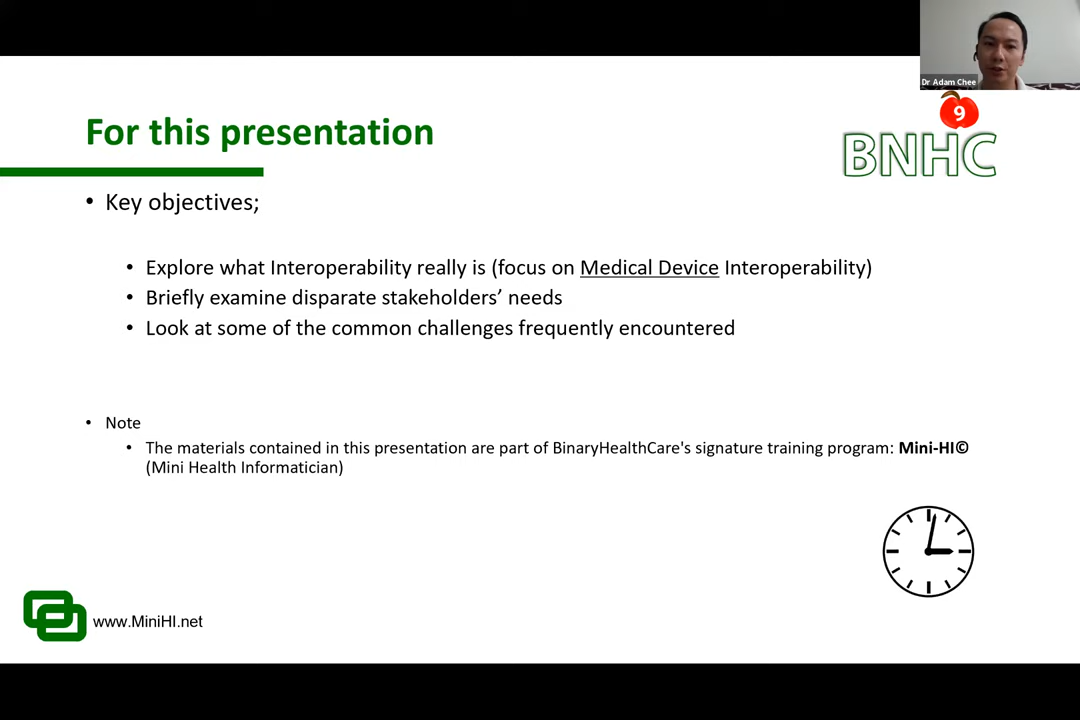 Dr Adam Chee
For this presentation
9
BNHC
• Key objectives;
• Explore what Interoperability really is (focus on Medical Device Interoperability)
• Briefly examine disparate stakeholders’ needs
• Look at some of the common challenges frequently encountered
• Note
• The materials contained in this presentation are part of BinaryHealthCare's signature training program: Mini-HI©
(Mini Health Informatician)
www.MiniHI.net